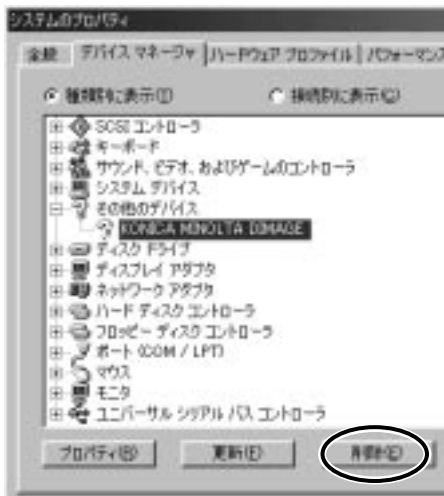 システムのプロパティ
全般 デバイス マネージャ ハードウェア プロファイル パフォーマンス
種類別に表示(T) 接続別に表示(C)
SCSI コントローラ
キーボード
サウンド、ビデオ、およびゲームのコントローラ
システム デバイス
その他のデバイス
KONICA MINOLTA DIMAGE
ディスク ドライブ
ディスプレイ アダプタ
ネットワーク アダプタ
ハード ディスク コントローラ
フロッピー ディスク コントローラ
ポート (COM / LPT)
マウス
モニタ
ユニバーサル シリアル バス コントローラ
プロパティ(R) 更新(F) 削除(E)